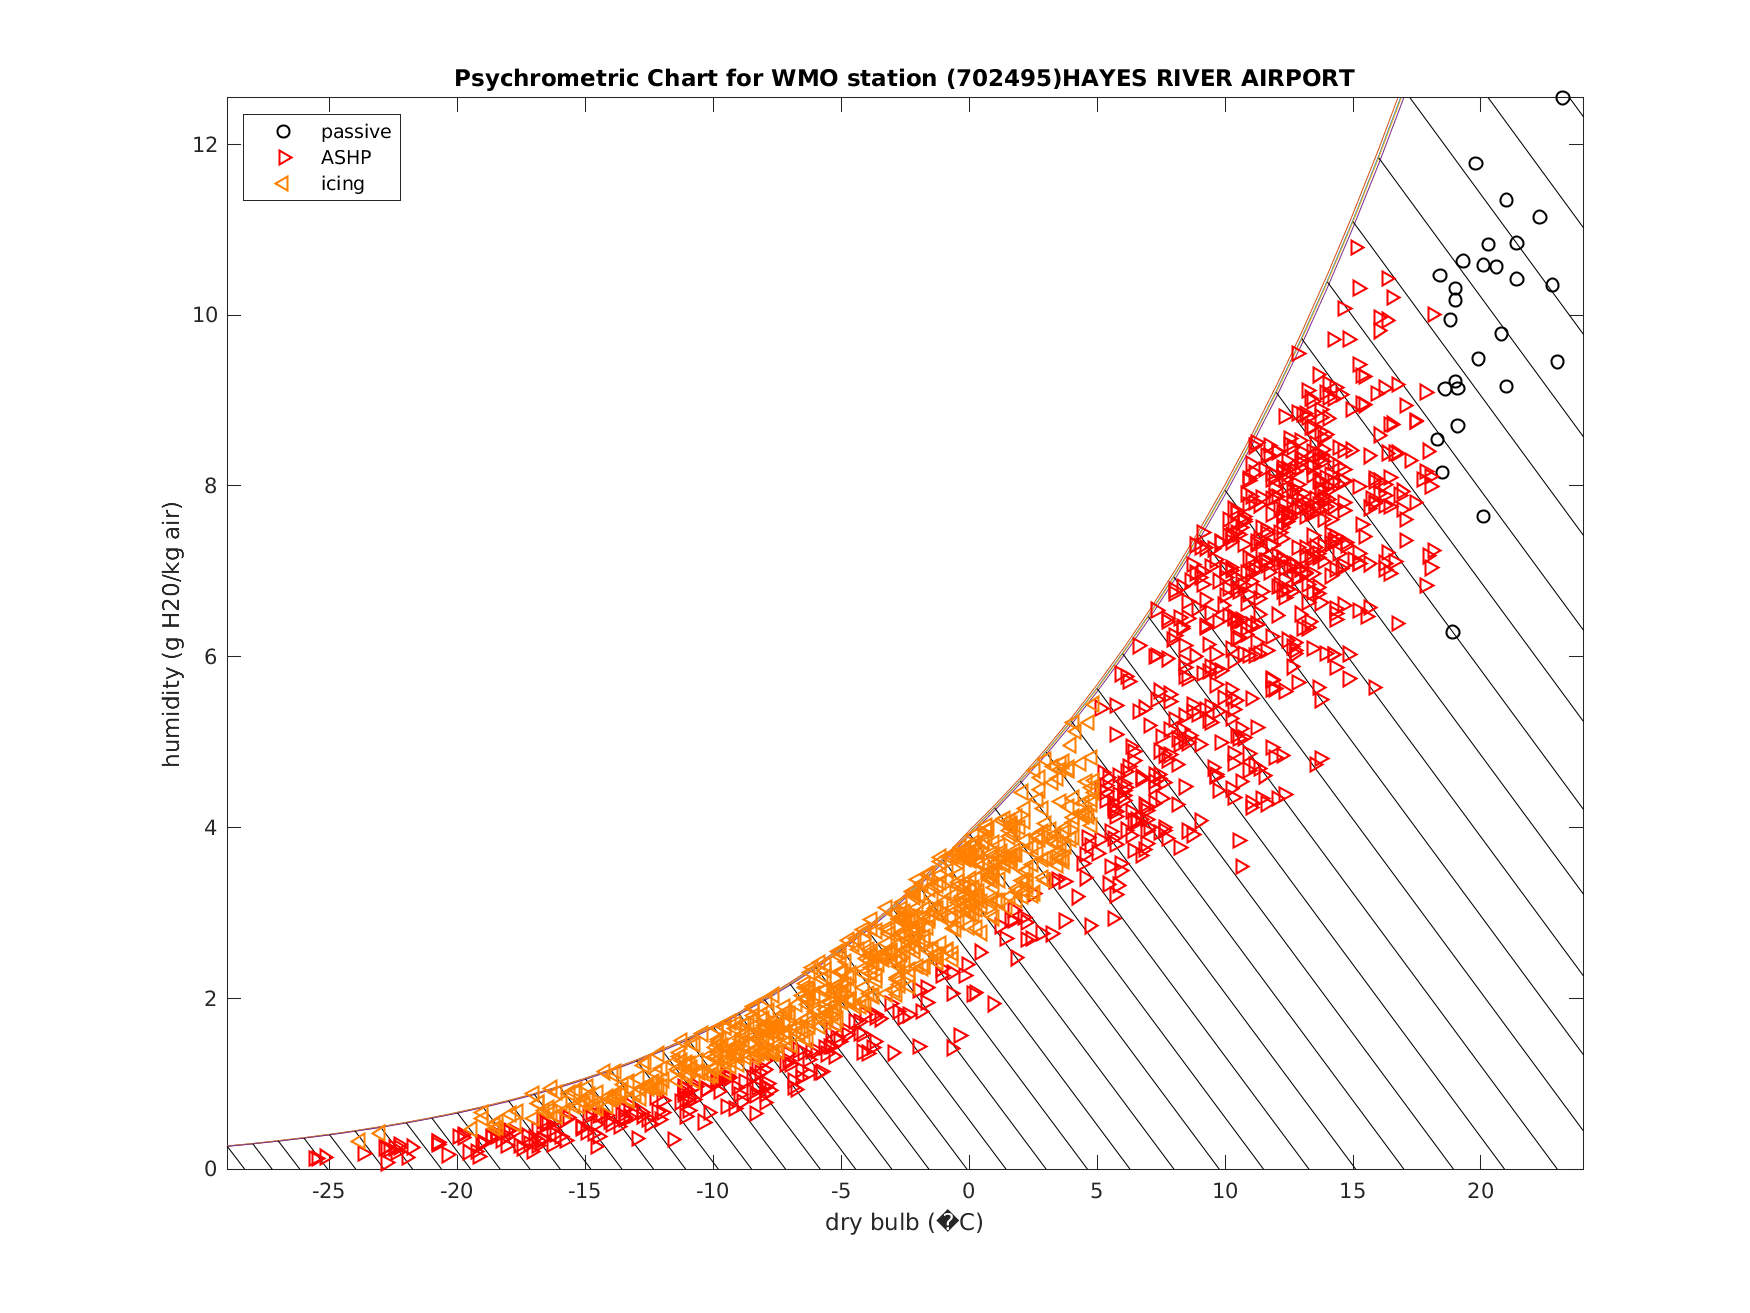 Psychrometric Chart for WMO station (702495)HAYES RIVER AIRPORT
passive
ASHP
icing
12
10
8
6
4
2
0
humidity (g H20/kg air)
-25 -20 -15 -10 -5 0 5 10 15 20
dry bulb (�C)